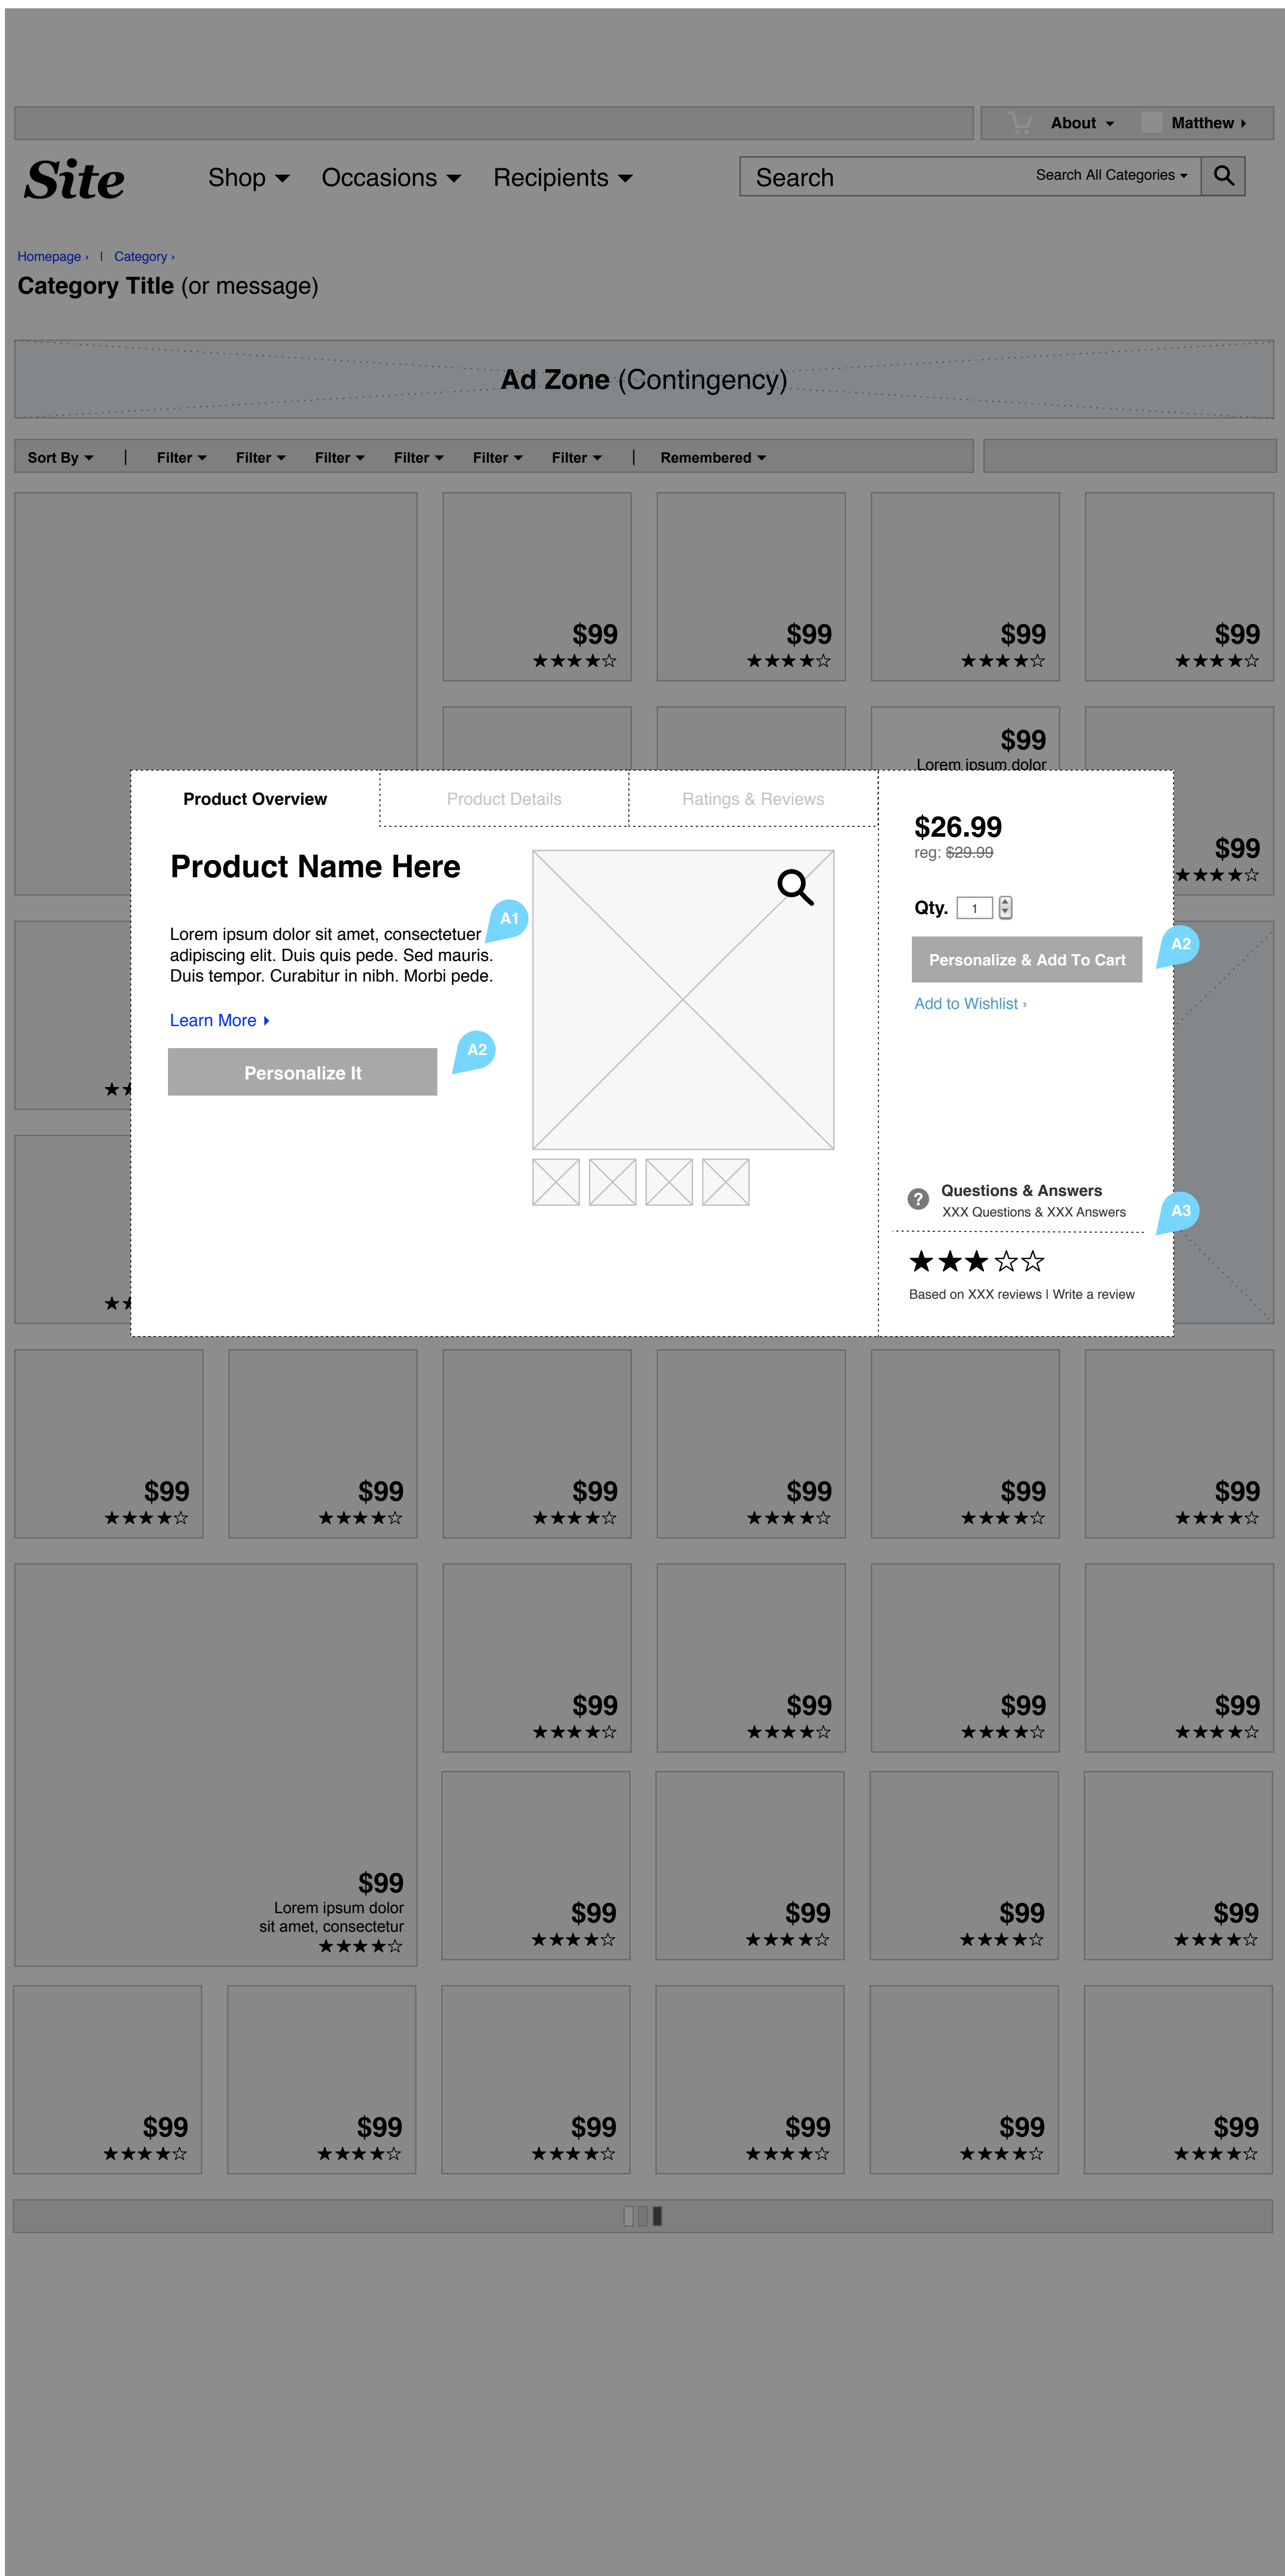 About Matthew
Site Shop Occasions Recipients Search Search All Categories
Homepage › | Category ›
Category Title (or message)
Ad Zone (Contingency)
Sort By | Filter Filter Filter Filter Filter Filter | Remembered
$99 $99 $99 $99
★★★★☆ ★★★★☆ ★★★★☆ ★★★★☆
$99
Lorem ipsum dolor
$99
★★★★☆
Product Overview Product Details Ratings & Reviews
Product Name Here
A1
Lorem ipsum dolor sit amet, consectetuer
adipiscing elit. Duis quis pede. Sed mauris.
Duis tempor. Curabitur in nibh. Morbi pede.
Learn More
A2
Personalize It
$26.99
reg: $29.99
Qty. 1
A2
Personalize & Add To Cart
Add to Wishlist ›
? Questions & Answers
XXX Questions & XXX Answers
A3
★★★☆☆
Based on XXX reviews | Write a review
$99 $99 $99 $99 $99 $99
★★★★☆ ★★★★☆ ★★★★☆ ★★★★☆ ★★★★☆ ★★★★☆
$99 $99 $99 $99
★★★★☆ ★★★★☆ ★★★★☆ ★★★★☆
$99
Lorem ipsum dolor
sit amet, consectetur
★★★★☆
$99 $99 $99 $99
★★★★☆ ★★★★☆ ★★★★☆ ★★★★☆
$99 $99 $99 $99 $99 $99
★★★★☆ ★★★★☆ ★★★★☆ ★★★★☆ ★★★★☆ ★★★★☆